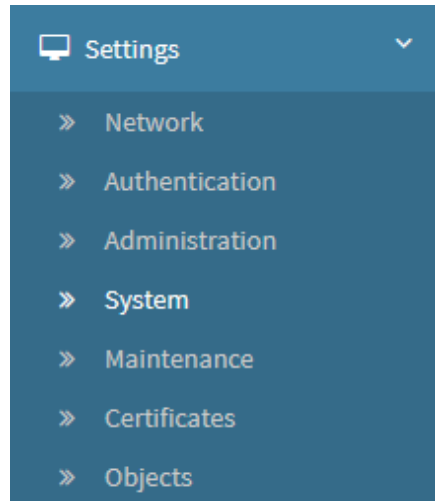 Settings
Network
Authentication
Administration
System
Maintenance
Certificates
Objects